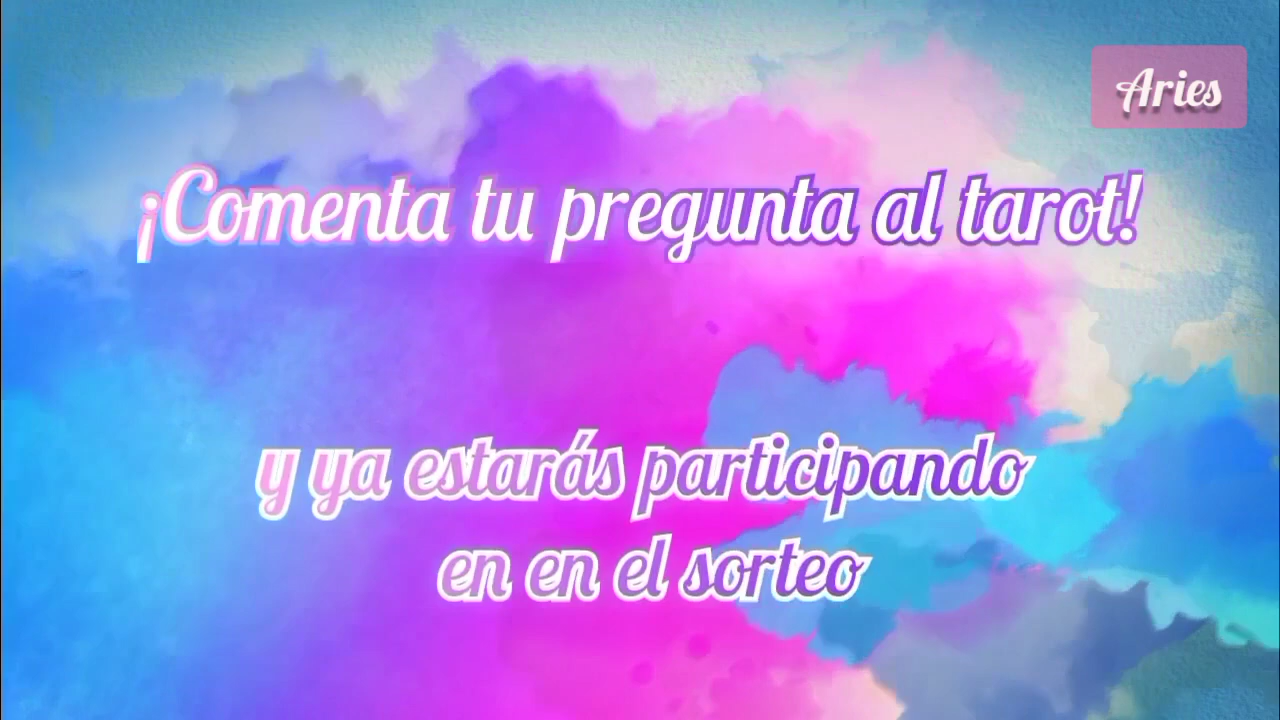 Aries
¡Comenta tu pregunta al tarot!
y ya estarás participando
en en el sorteo